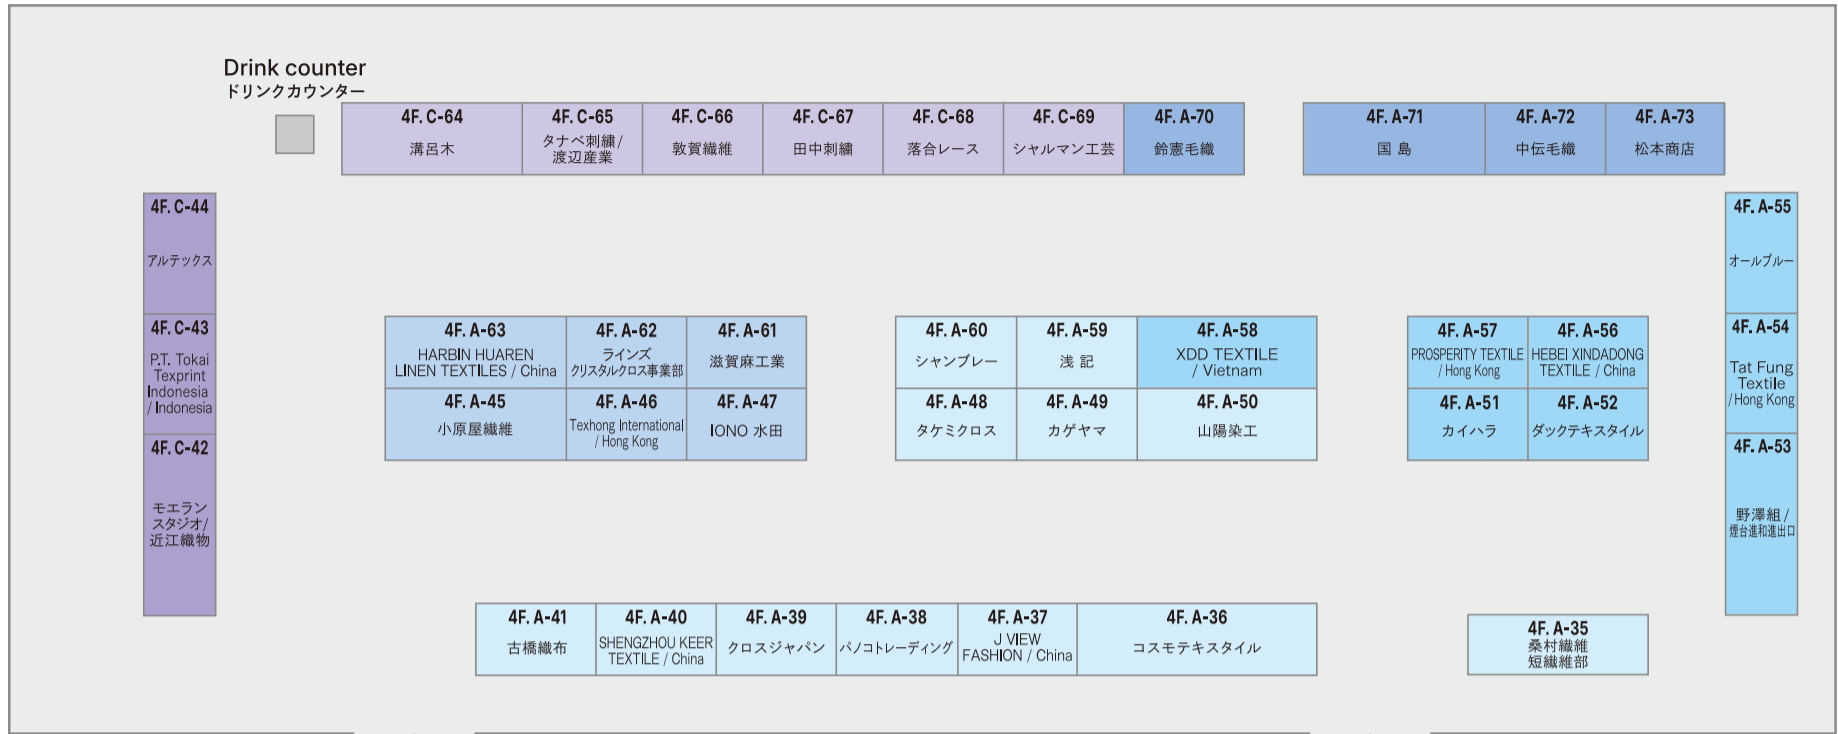 Drink counter
ドリンクカウンター
4F. C-64
溝呂木
4F. C-65
タナベ刺繍/
渡辺産業
4F. C-66
敦賀繊維
4F. C-67
田中刺繍
4F. C-68
落合レース
4F. C-69
シャルマン工芸
4F. A-70
鈴憲毛織
4F. A-71
国 島
4F. A-72
中伝毛織
4F. A-73
松本商店
4F. C-44
アルテックス
4F. C-43
P.T. Tokai
Texprint
Indonesia
/ Indonesia
4F. C-42
モエラン
スタジオ/
近江織物
4F. A-63
HARBIN HUAREN
LINEN TEXTILES / China
4F. A-62
ラインズ
クリスタルクロス事業部
4F. A-61
滋賀麻工業
4F. A-45
小原屋繊維
4F. A-46
Texhong International
/ Hong Kong
4F. A-47
IONO 水田
4F. A-60
シャンブレー
4F. A-59
浅 記
4F. A-58
XDD TEXTILE
/ Vietnam
4F. A-48
タケミクロス
4F. A-49
カゲヤマ
4F. A-50
山陽染工
4F. A-57
PROSPERITY TEXTILE
/ Hong Kong
4F. A-56
HEBEI XINDADONG
TEXTILE / China
4F. A-51
カイハラ
4F. A-52
ダックテキスタイル
4F. A-55
オールブルー
4F. A-54
Tat Fung
Textile
/ Hong Kong
4F. A-53
野澤組 /
煙台進和進出口
4F. A-41
古橋織布
4F. A-40
SHENGZHOU KEER
TEXTILE / China
4F. A-39
クロスジャパン
4F. A-38
パノコトレーディング
4F. A-37
J VIEW
FASHION / China
4F. A-36
コスモテキスタイル
4F. A-35
桑村繊維
短繊維部